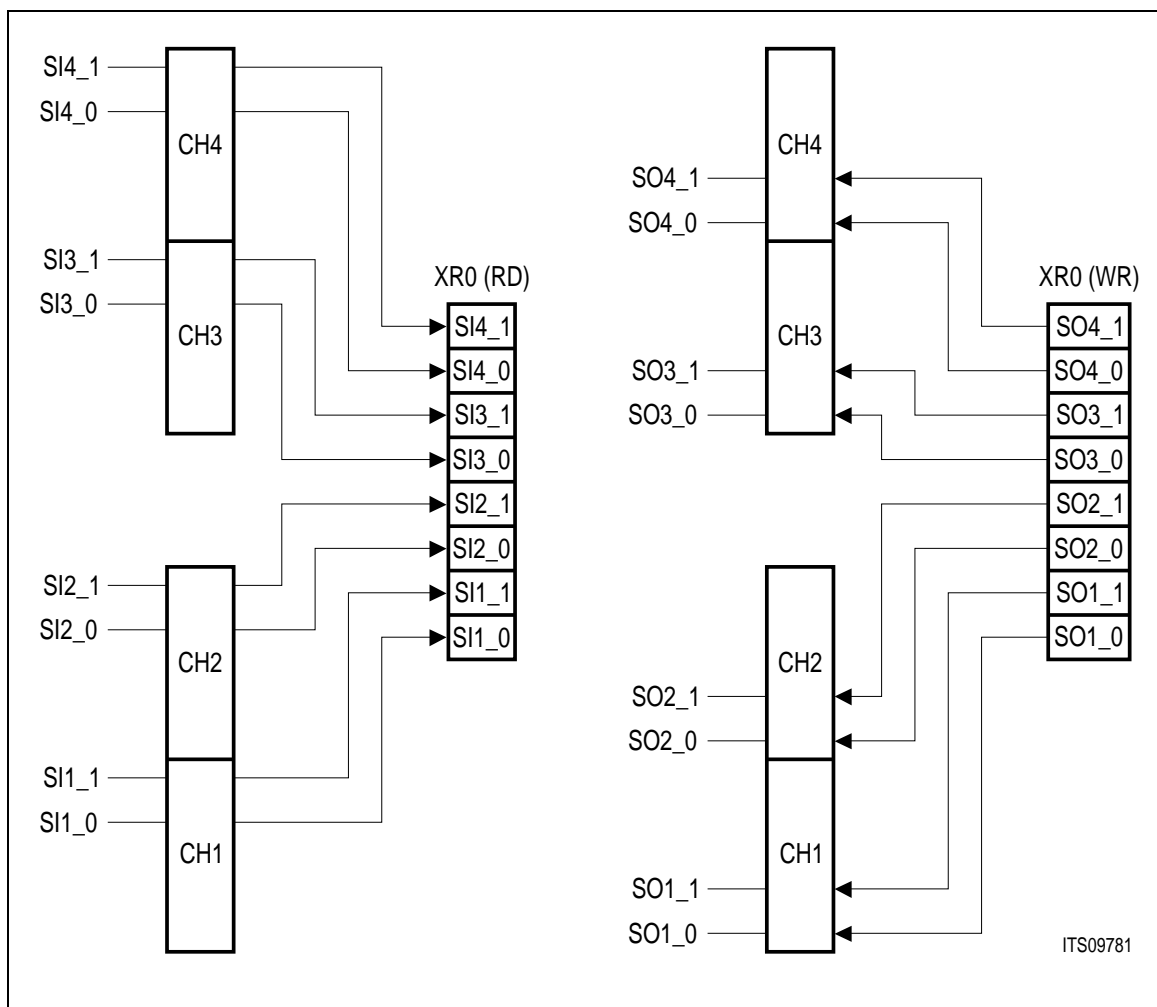 SI4_1
SI4_0
CH4
SI3_1
SI3_0
CH3
XR0 (RD)
SI4_1
SI4_0
SI3_1
SI3_0
SI2_1
SI2_0
SI1_1
SI1_0
SI2_1
SI2_0
CH2
SI1_1
SI1_0
CH1
CH4
SO4_1
SO4_0
CH3
SO3_1
SO3_0
XR0 (WR)
SO4_1
SO4_0
SO3_1
SO3_0
SO2_1
SO2_0
SO1_1
SO1_0
CH2
SO2_1
SO2_0
CH1
SO1_1
SO1_0
ITS09781